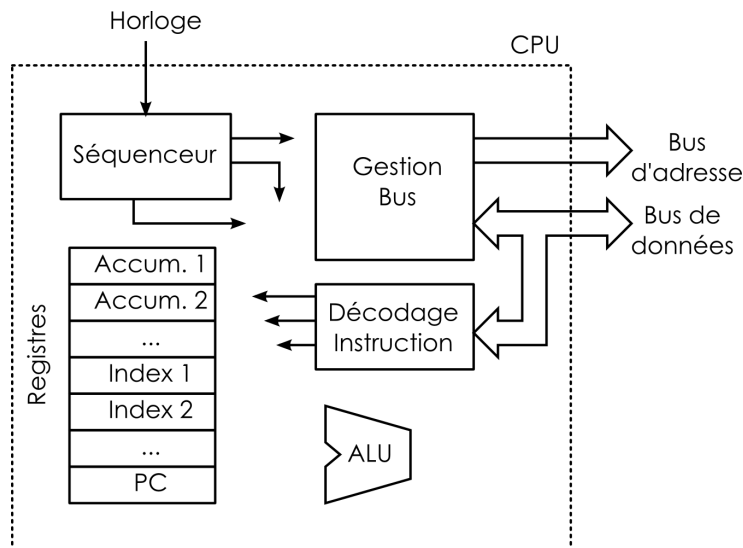 Horloge
CPU
Séquenceur
Gestion
Bus
Bus
d'adresse
Bus de
données
Registres
Accum. 1
Accum. 2
...
Index 1
Index 2
...
PC
Décodage
Instruction
ALU